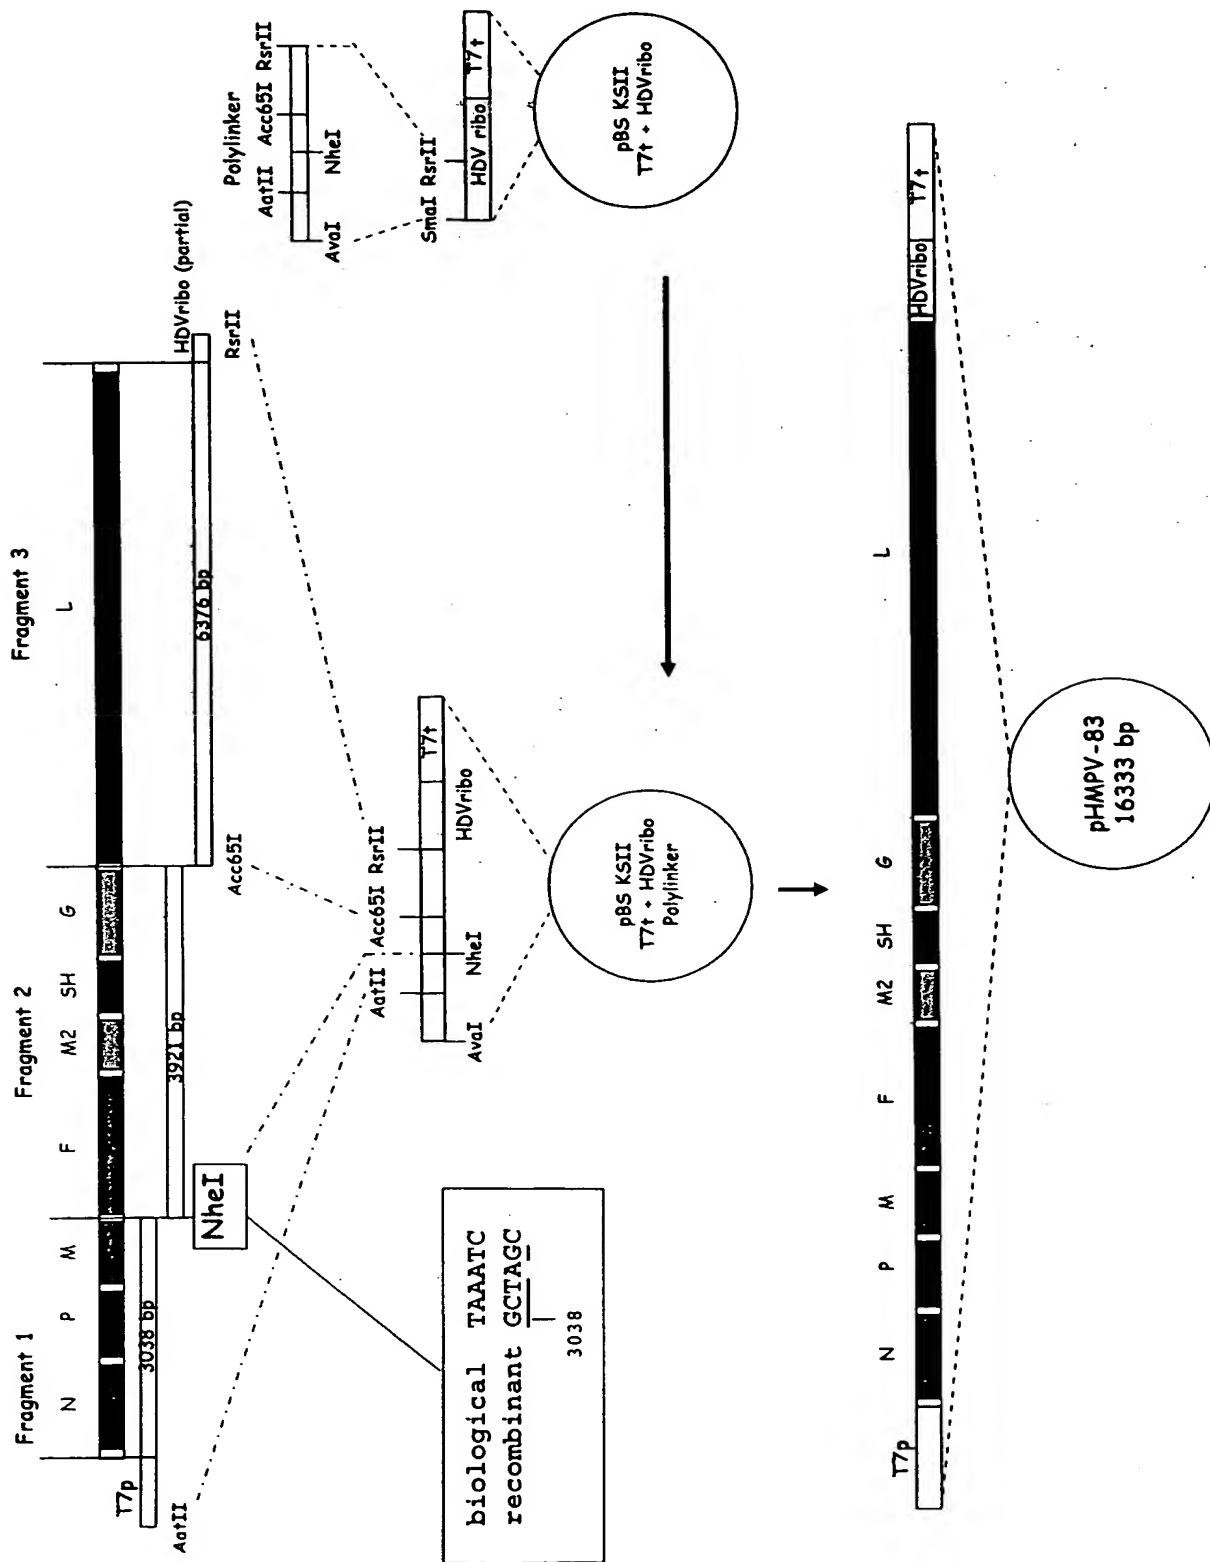 Fragment 1
Fragment 2
Fragment 3
N P M F M2 SH G L
T7p
3038 bp
3921 bp
6376 bp
HDVribo (partial)
AatII
NheI
Acc65I
RsrII
biological TAAATC
recombinant GCTAGC
3038
Polylinker
AatII Acc65I RsrII
AvaI NheI
SmaI RsrII
HDV ribo T7t
pBS KSII
T7t + HDVribo
AatII Acc65I RsrII
AvaI NheI HDVribo T7t
pBS KSII
T7t + HDVribo
Polylinker
T7p N P M F M2 SH G L
HDVribo T7t
pHMPV-83
16333 bp